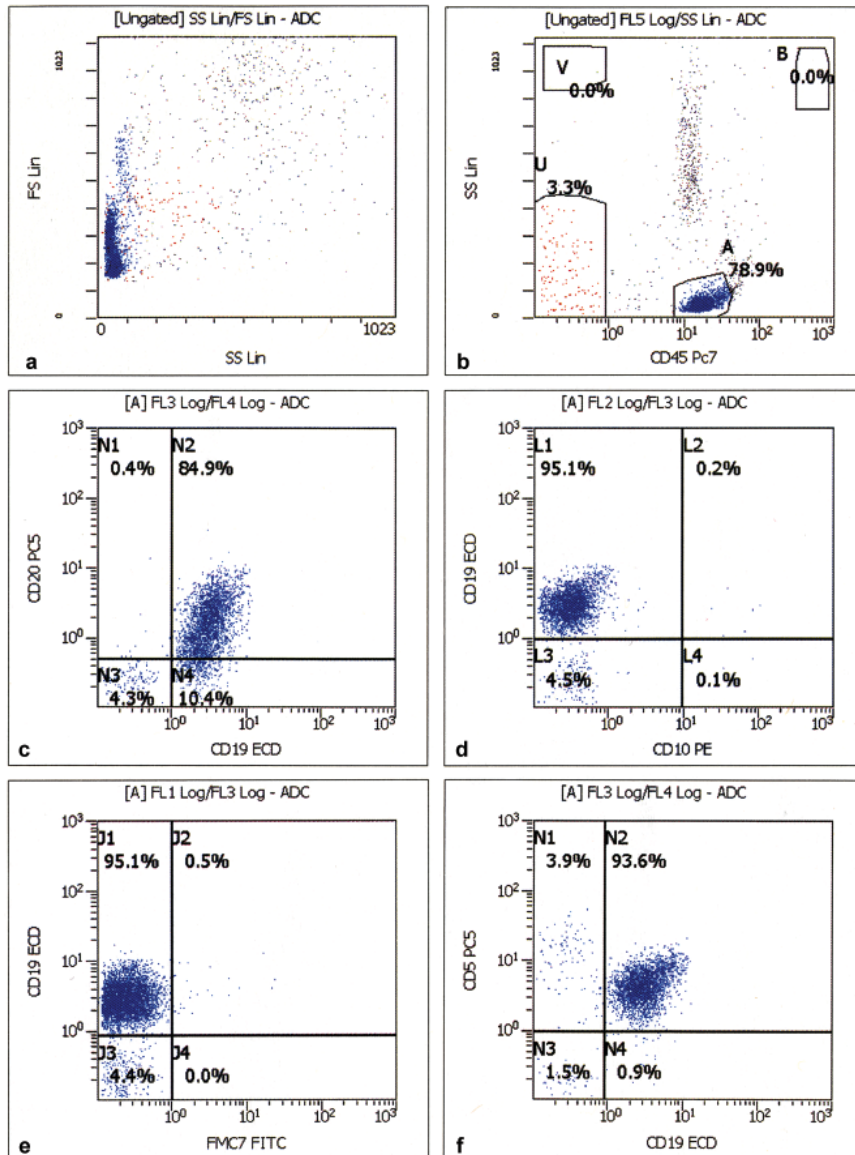 [Ungated] SS Lin/FS Lin - ADC
1023
FS Lin
0
0
1023
SS Lin
a
[Ungated] FL5 Log/SS Lin - ADC
1023
V
0.0%
B
0.0%
U
3.3%
A
78.9%
SS Lin
0
10^0 10^1 10^2 10^3
CD45 Pc7
b
[A] FL3 Log/FL4 Log - ADC
10^3
N1 N2
0.4% 84.9%
10^2
CD20 PC5
10^1
10^0
N3 N4
4.3% 10.4%
10^0 10^1 10^2 10^3
CD19 ECD
c
[A] FL2 Log/FL3 Log - ADC
10^3
L1 L2
95.1% 0.2%
10^2
CD19 ECD
10^1
10^0
L3 L4
4.5% 0.1%
10^0 10^1 10^2 10^3
CD10 PE
d
[A] FL1 Log/FL3 Log - ADC
10^3
J1 J2
95.1% 0.5%
10^2
CD19 ECD
10^1
10^0
J3 J4
4.4% 0.0%
10^0 10^1 10^2 10^3
FMC7 FITC
e
[A] FL3 Log/FL4 Log - ADC
10^3
N1 N2
3.9% 93.6%
10^2
CD5 PC5
10^1
10^0
N3 N4
1.5% 0.9%
10^0 10^1 10^2 10^3
CD19 ECD
f